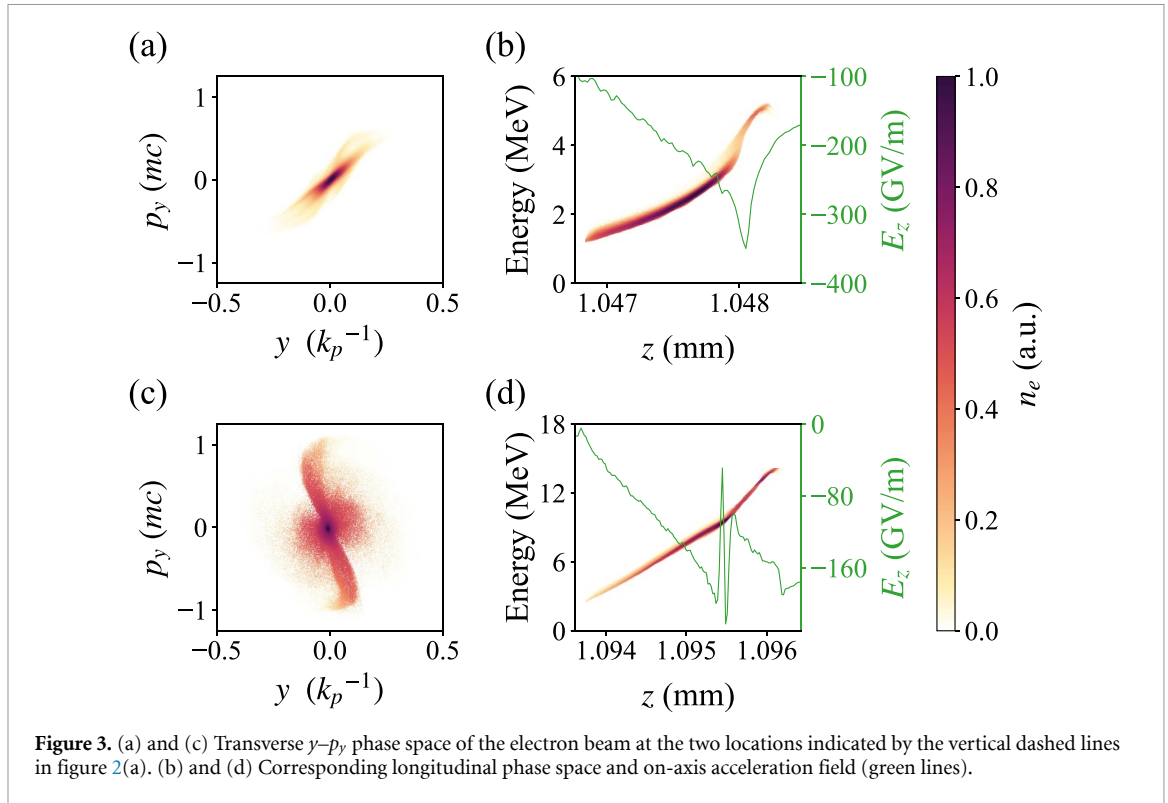 (a)
(b)
1
0
−1
p_y (mc)
−0.5
0.0
0.5
y (k_p⁻¹)
6
4
2
0
Energy (MeV)
1.047
1.048
z (mm)
−100
−200
−300
−400
E_z (GV/m)
(c)
(d)
1
0
−1
p_y (mc)
−0.5
0.0
0.5
y (k_p⁻¹)
18
12
6
0
Energy (MeV)
1.094
1.095
1.096
z (mm)
0
−80
−160
E_z (GV/m)
1.0
0.8
0.6
0.4
0.2
0.0
n_e (a.u.)
Figure 3. (a) and (c) Transverse y–p_y phase space of the electron beam at the two locations indicated by the vertical dashed lines
in figure 2(a). (b) and (d) Corresponding longitudinal phase space and on-axis acceleration field (green lines).